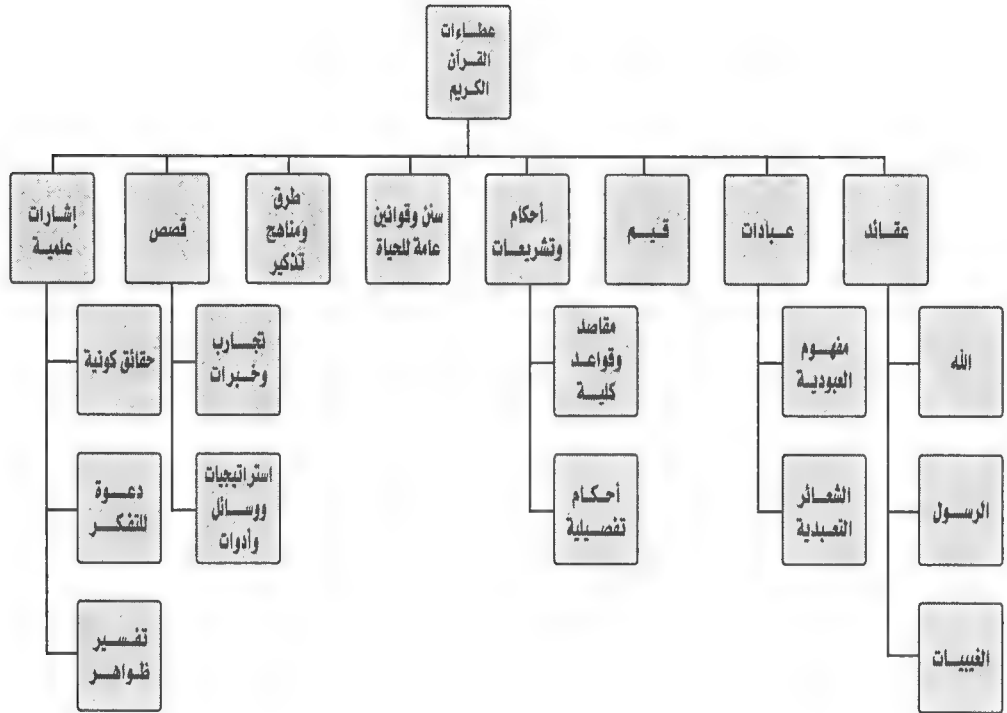 عطاءات
القرآن
الكريم
عقائد
عبادات
قيم
أحكام
وتشريعات
سنن وقوانين
عامة للحياة
طرق
ومناهج
تذكير
قصص
إشارات
علمية
الله
الرسول
الغيبيات
مفهوم
العبودية
الشعائر
التعبدية
مقاصد
وقواعد
كلية
أحكام
تفصيلية
تجارب
وخبرات
استراتيجيات
ووسائل
وأدوات
حقائق كونية
دعوة
للتفكر
تفسير
ظواهر